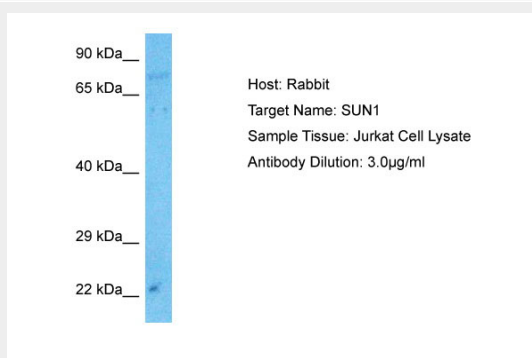 90 kDa__
65 kDa__
40 kDa__
29 kDa__
22 kDa__
Host: Rabbit
Target Name: SUN1
Sample Tissue: Jurkat Cell Lysate
Antibody Dilution: 3.0µg/ml